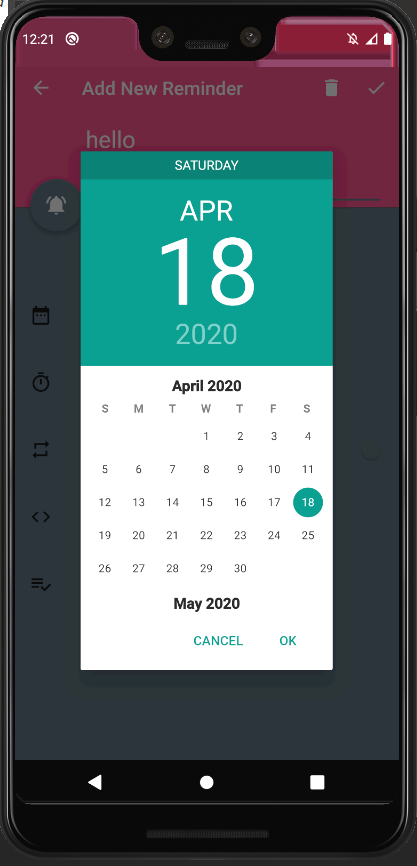 12:21
Add New Reminder
hello
SATURDAY
APR
18
2020
April 2020
S M T W T F S
1 2 3 4
5 6 7 8 9 10 11
12 13 14 15 16 17 18
19 20 21 22 23 24 25
26 27 28 29 30
May 2020
CANCEL OK